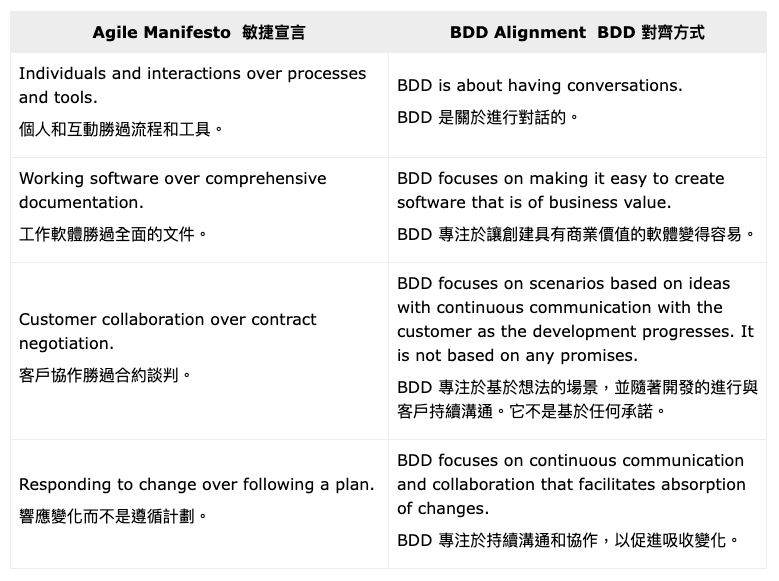 Agile Manifesto 敏捷宣言
BDD Alignment BDD 對齊方式
Individuals and interactions over processes
and tools.
個人和互動勝過流程和工具。
BDD is about having conversations.
BDD 是關於進行對話的。
Working software over comprehensive
documentation.
工作軟體勝過全面的文件。
BDD focuses on making it easy to create
software that is of business value.
BDD 專注於讓創建具有商業價值的軟體變得容易。
Customer collaboration over contract
negotiation.
客戶協作勝過合約談判。
BDD focuses on scenarios based on ideas
with continuous communication with the
customer as the development progresses. It
is not based on any promises.
BDD 專注於基於想法的場景，並隨著開發的進行與
客戶持續溝通。它不是基於任何承諾。
Responding to change over following a plan.
響應變化而不是遵循計劃。
BDD focuses on continuous communication
and collaboration that facilitates absorption
of changes.
BDD 專注於持續溝通和協作，以促進吸收變化。